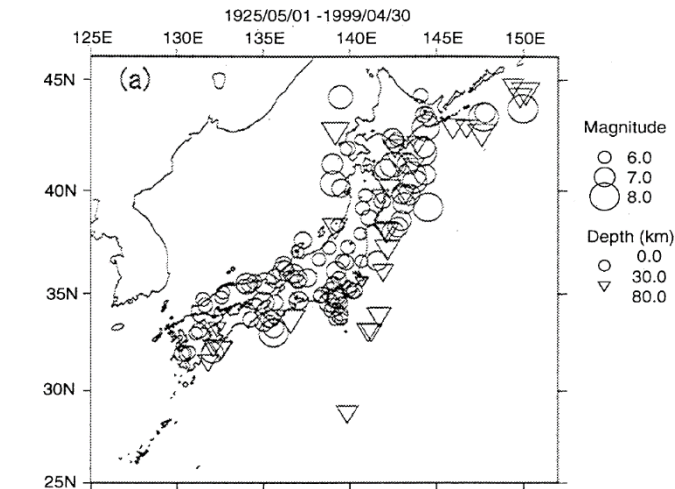 1925/05/01 -1999/04/30
125E 130E 135E 140E 145E 150E
45N
(a)
40N
35N
30N
25N
Magnitude
6.0
7.0
8.0
Depth (km)
0.0
30.0
80.0